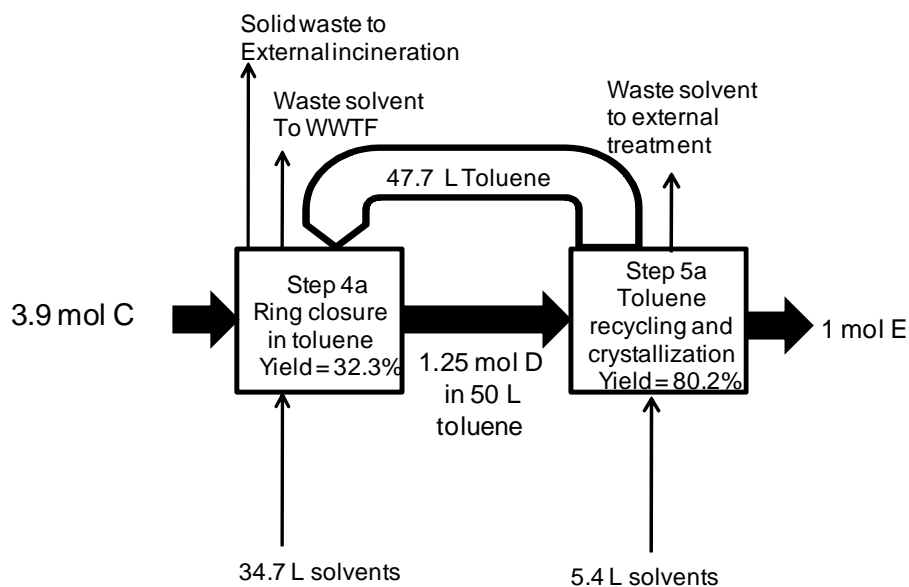 Solid waste to
External incineration
Waste solvent
To WWTF
Waste solvent
to external
treatment
47.7 L Toluene
3.9 mol C
Step 4a
Ring closure
in toluene
Yield = 32.3%
1.25 mol D
in 50 L
toluene
Step 5a
Toluene
recycling and
crystallization
Yield = 80.2%
1 mol E
34.7 L solvents
5.4 L solvents